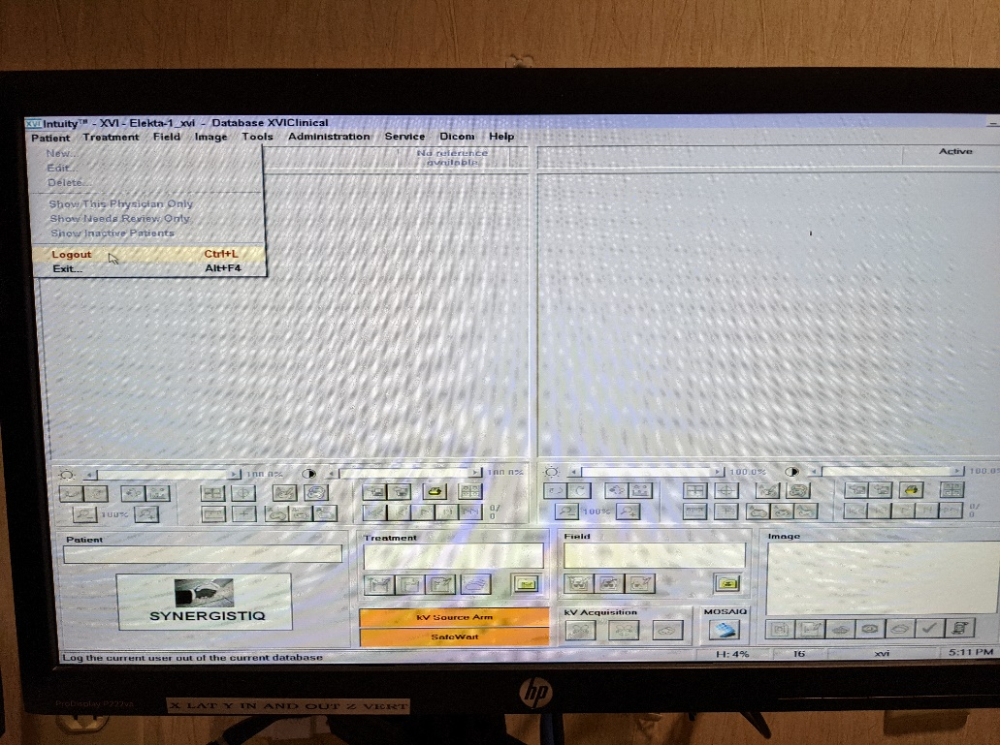 XVI Intuity™ - XVI - Elekta-1_xvi - Database XVIClinical
Patient Treatment Field Image Tools Administration Service Dicom Help
New...
Edit...
Delete...
Show This Physician Only
Show Needs Review Only
Show Inactive Patients
Logout Ctrl+L
Exit... Alt+F4
No reference
available.
Active
100.0% 100.0% 100.0% 100.0%
100% 0/
0
100% 0/
0
Patient
SYNERGISTIQ
Treatment
kV Source Arm
SafeWait
Field
kV Acquisition
MOSAIQ
Image
Log the current user out of the current database
H: 4% 16 xvi 5:11 PM
hp
ProDisplay P222va
X LAT Y IN AND OUT Z VERT